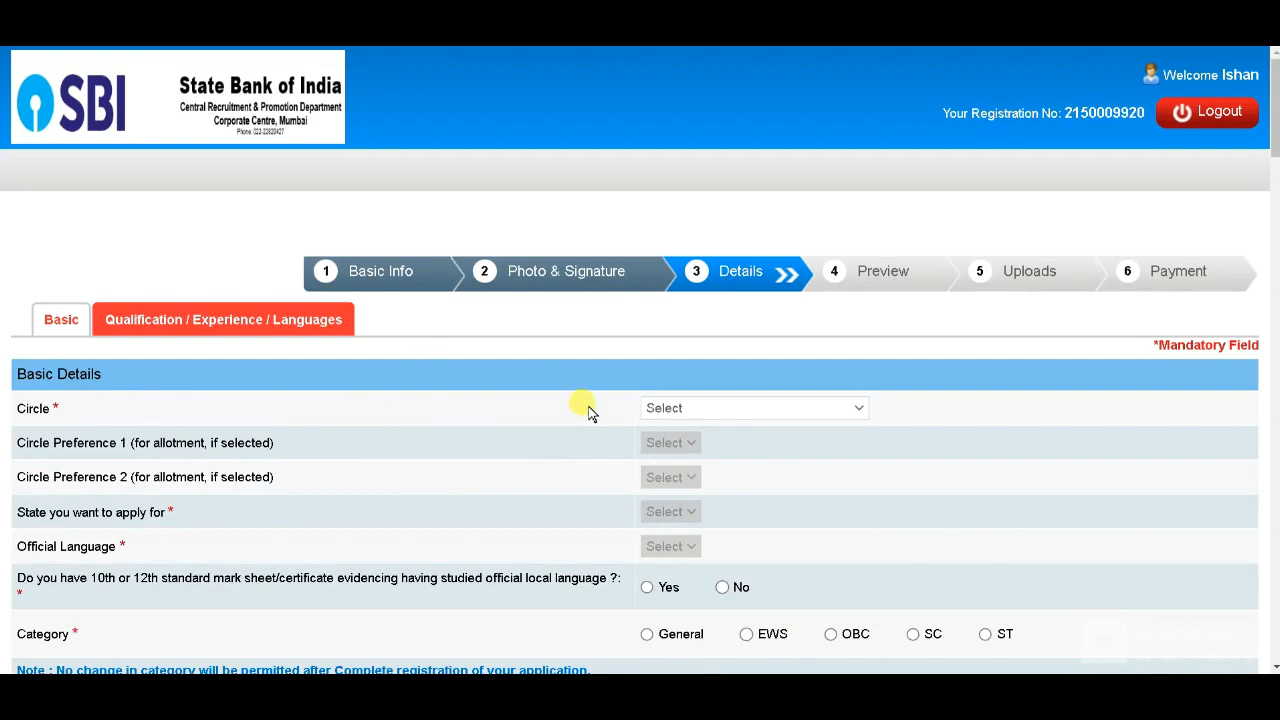 SBI
State Bank of India
Central Recruitment & Promotion Department
Corporate Centre, Mumbai
Phone: 022-22820427
Welcome Ishan
Your Registration No: 2150009920
Logout
1 Basic Info 2 Photo & Signature 3 Details 4 Preview 5 Uploads 6 Payment
Basic Qualification / Experience / Languages
*Mandatory Field
Basic Details
Circle * Select
Circle Preference 1 (for allotment, if selected) Select
Circle Preference 2 (for allotment, if selected) Select
State you want to apply for * Select
Official Language * Select
Do you have 10th or 12th standard mark sheet/certificate evidencing having studied official local language ?:
* Yes No
Category * General EWS OBC SC ST
Note : No change in category will be permitted after Complete registration of your application.